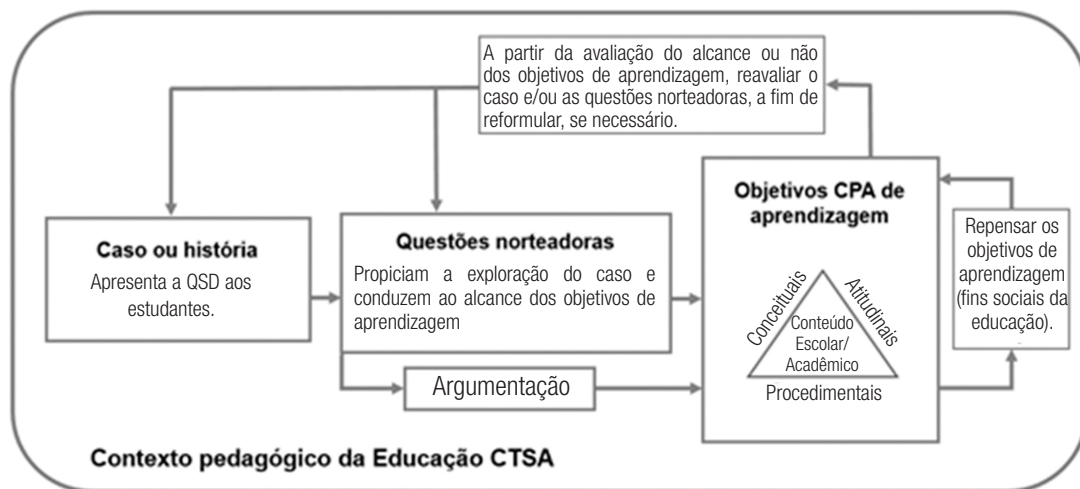 A partir da avaliação do alcance ou não
dos objetivos de aprendizagem, reavaliar o
caso e/ou as questões norteadoras, a fim de
reformular, se necessário.
Caso ou história
Apresenta a QSD aos
estudantes.
Questões norteadoras
Propiciam a exploração do caso e
conduzem ao alcance dos objetivos de
aprendizagem
Argumentação
Objetivos CPA de
aprendizagem
Conceituais
Atitudinais
Conteúdo
Escolar/
Acadêmico
Procedimentais
Repensar os
objetivos de
aprendizagem
(fins sociais da
educação).
Contexto pedagógico da Educação CTSA